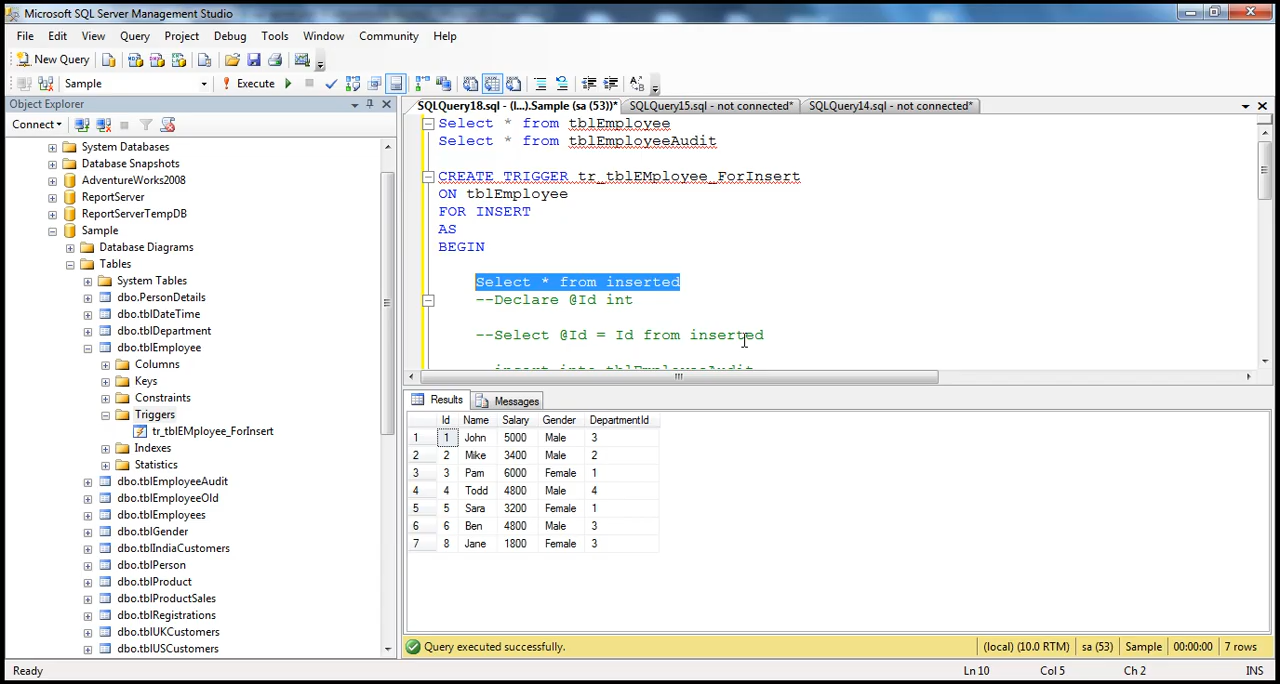 Microsoft SQL Server Management Studio
File Edit View Query Project Debug Tools Window Community Help
New Query
Sample Execute
Object Explorer
SQLQuery18.sql - (l...).Sample (sa (53))* SQLQuery15.sql - not connected* SQLQuery14.sql - not connected*
Connect
System Databases
Database Snapshots
AdventureWorks2008
ReportServer
ReportServerTempDB
Sample
Database Diagrams
Tables
System Tables
dbo.PersonDetails
dbo.tblDateTime
dbo.tblDepartment
dbo.tblEmployee
Columns
Keys
Constraints
Triggers
tr_tblEMployee_ForInsert
Indexes
Statistics
dbo.tblEmployeeAudit
dbo.tblEmployeeOld
dbo.tblEmployees
dbo.tblGender
dbo.tblIndiaCustomers
dbo.tblPerson
dbo.tblProduct
dbo.tblProductSales
dbo.tblRegistrations
dbo.tblUKCustomers
dbo.tblUSCustomers
Select * from tblEmployee
Select * from tblEmployeeAudit
CREATE TRIGGER tr_tblEMployee_ForInsert
ON tblEmployee
FOR INSERT
AS
BEGIN
Select * from inserted
--Declare @Id int
--Select @Id = Id from inserted
insert into tblEmployeeAudit
Results Messages
Id Name Salary Gender DepartmentId
1 1 John 5000 Male 3
2 2 Mike 3400 Male 2
3 3 Pam 6000 Female 1
4 4 Todd 4800 Male 4
5 5 Sara 3200 Female 1
6 6 Ben 4800 Male 3
7 8 Jane 1800 Female 3
Query executed successfully. (local) (10.0 RTM) sa (53) Sample 00:00:00 7 rows
Ready Ln 10 Col 5 Ch 2 INS